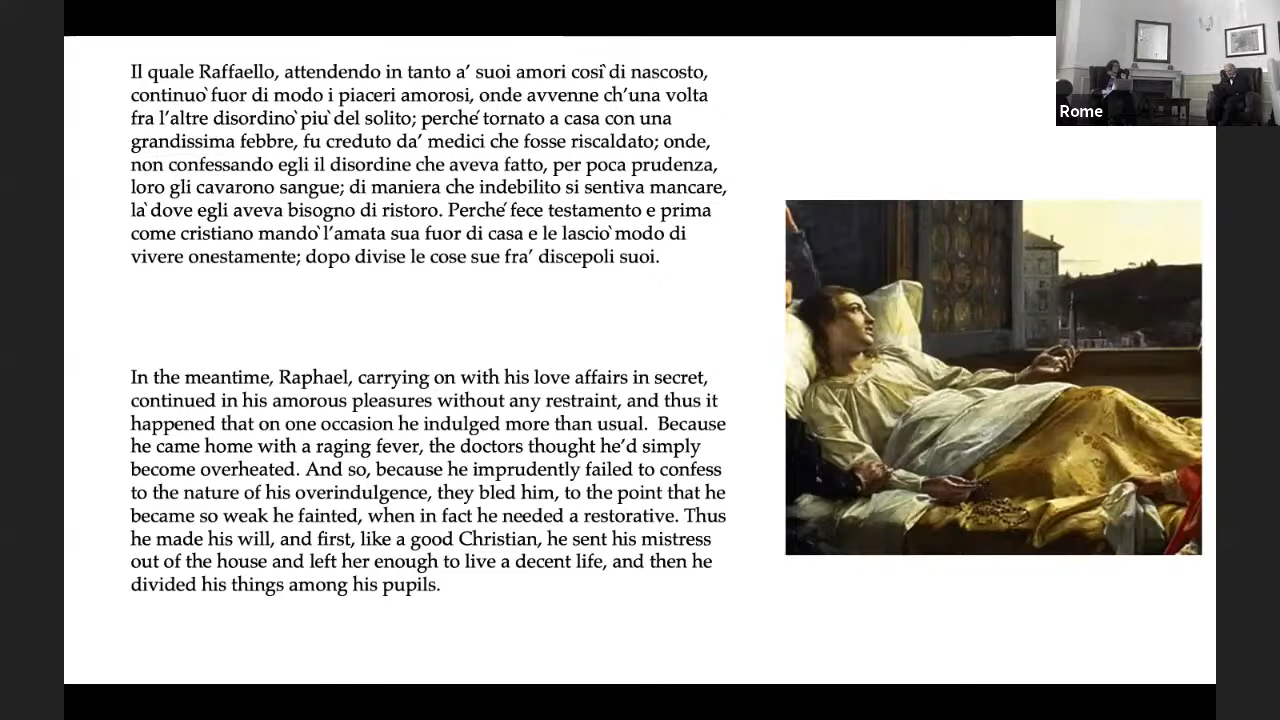 Il quale Raffaello, attendendo in tanto a’ suoi amori così di nascosto,
continuò fuor di modo i piaceri amorosi, onde avvenne ch’una volta
fra l’altre disordinò più del solito; perché tornato a casa con una
grandissima febbre, fu creduto da’ medici che fosse riscaldato; onde,
non confessando egli il disordine che aveva fatto, per poca prudenza,
loro gli cavarono sangue; di maniera che indebilito si sentiva mancare,
là dove egli aveva bisogno di ristoro. Perché fece testamento e prima
come cristiano mandò l’amata sua fuor di casa e le lasciò modo di
vivere onestamente; dopo divise le cose sue fra’ discepoli suoi.
In the meantime, Raphael, carrying on with his love affairs in secret,
continued in his amorous pleasures without any restraint, and thus it
happened that on one occasion he indulged more than usual.  Because
he came home with a raging fever, the doctors thought he’d simply
become overheated. And so, because he imprudently failed to confess
to the nature of his overindulgence, they bled him, to the point that he
became so weak he fainted, when in fact he needed a restorative. Thus
he made his will, and first, like a good Christian, he sent his mistress
out of the house and left her enough to live a decent life, and then he
divided his things among his pupils.
Rome